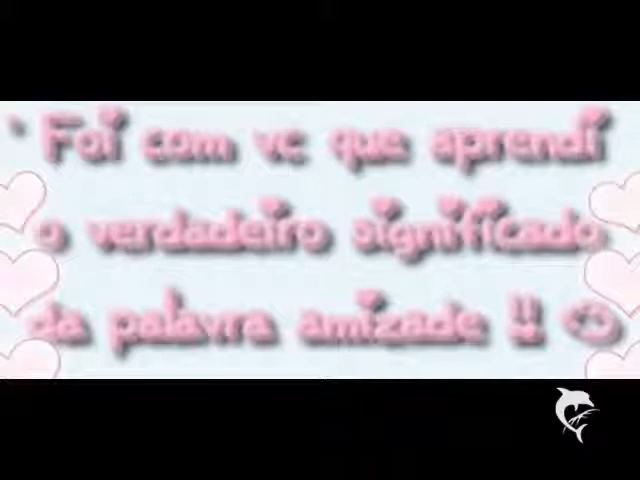 ' Foi com vc que aprendi
o verdadeiro significado
da palavra amizade !!